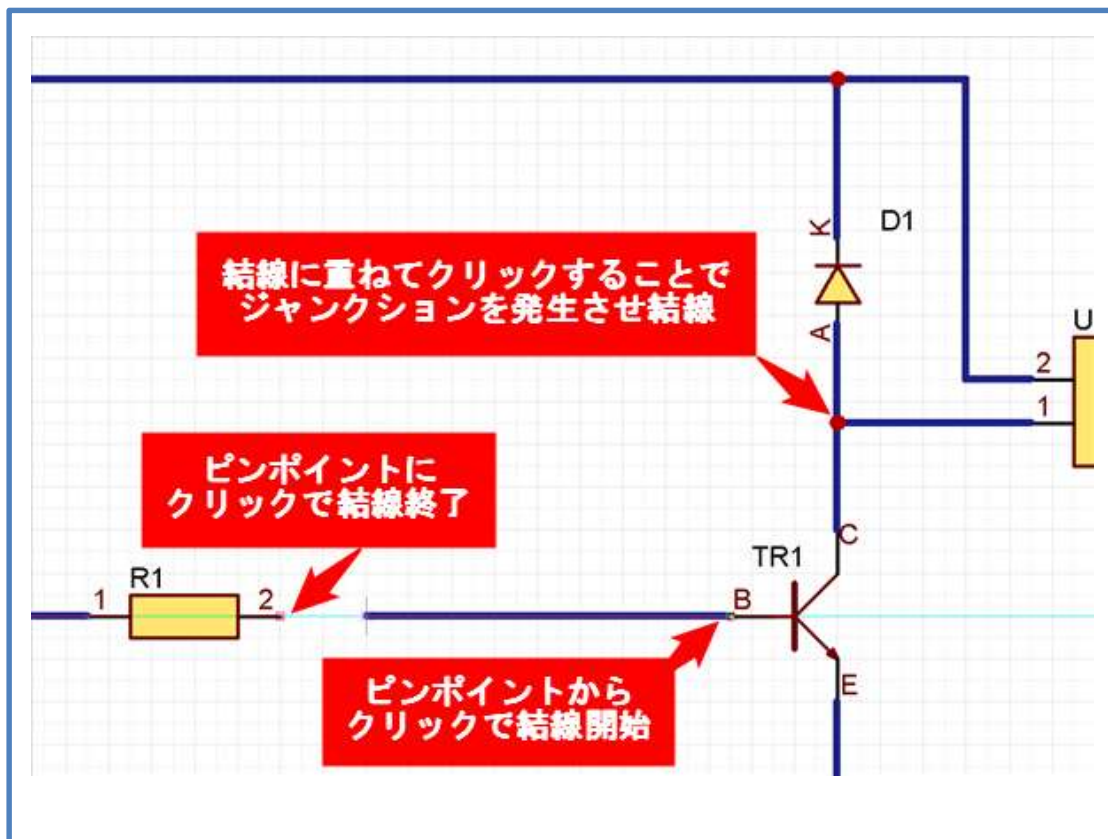 K
D1
結線に重ねてクリックすることで
ジャンクションを発生させ結線
A
U
2
1
ピンポイントに
クリックで結線終了
C
TR1
R1
1
2
B
E
ピンポイントから
クリックで結線開始